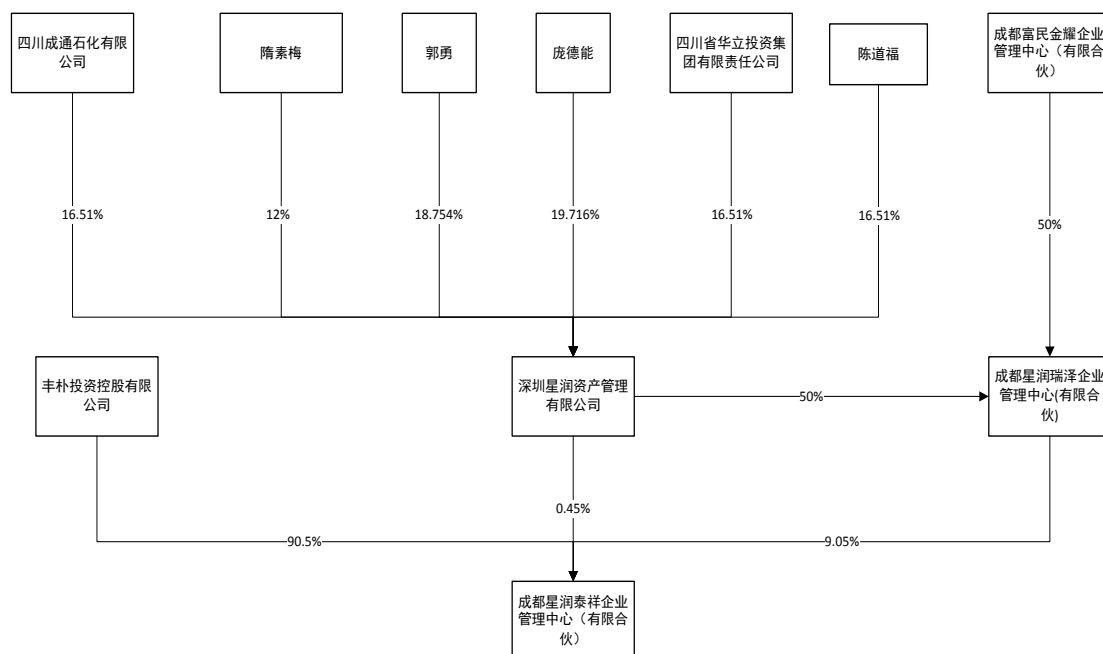 四川成通石化有限
公司
隋素梅
郭勇
庞德能
四川省华立投资集
团有限责任公司
陈道福
成都富民金耀企业
管理中心（有限合
伙）
16.51%
12%
18.754%
19.716%
16.51%
16.51%
50%
丰朴投资控股有限
公司
深圳星润资产管理
有限公司
50%
成都星润瑞泽企业
管理中心(有限合
伙)
0.45%
90.5%
9.05%
成都星润泰祥企业
管理中心（有限合
伙）